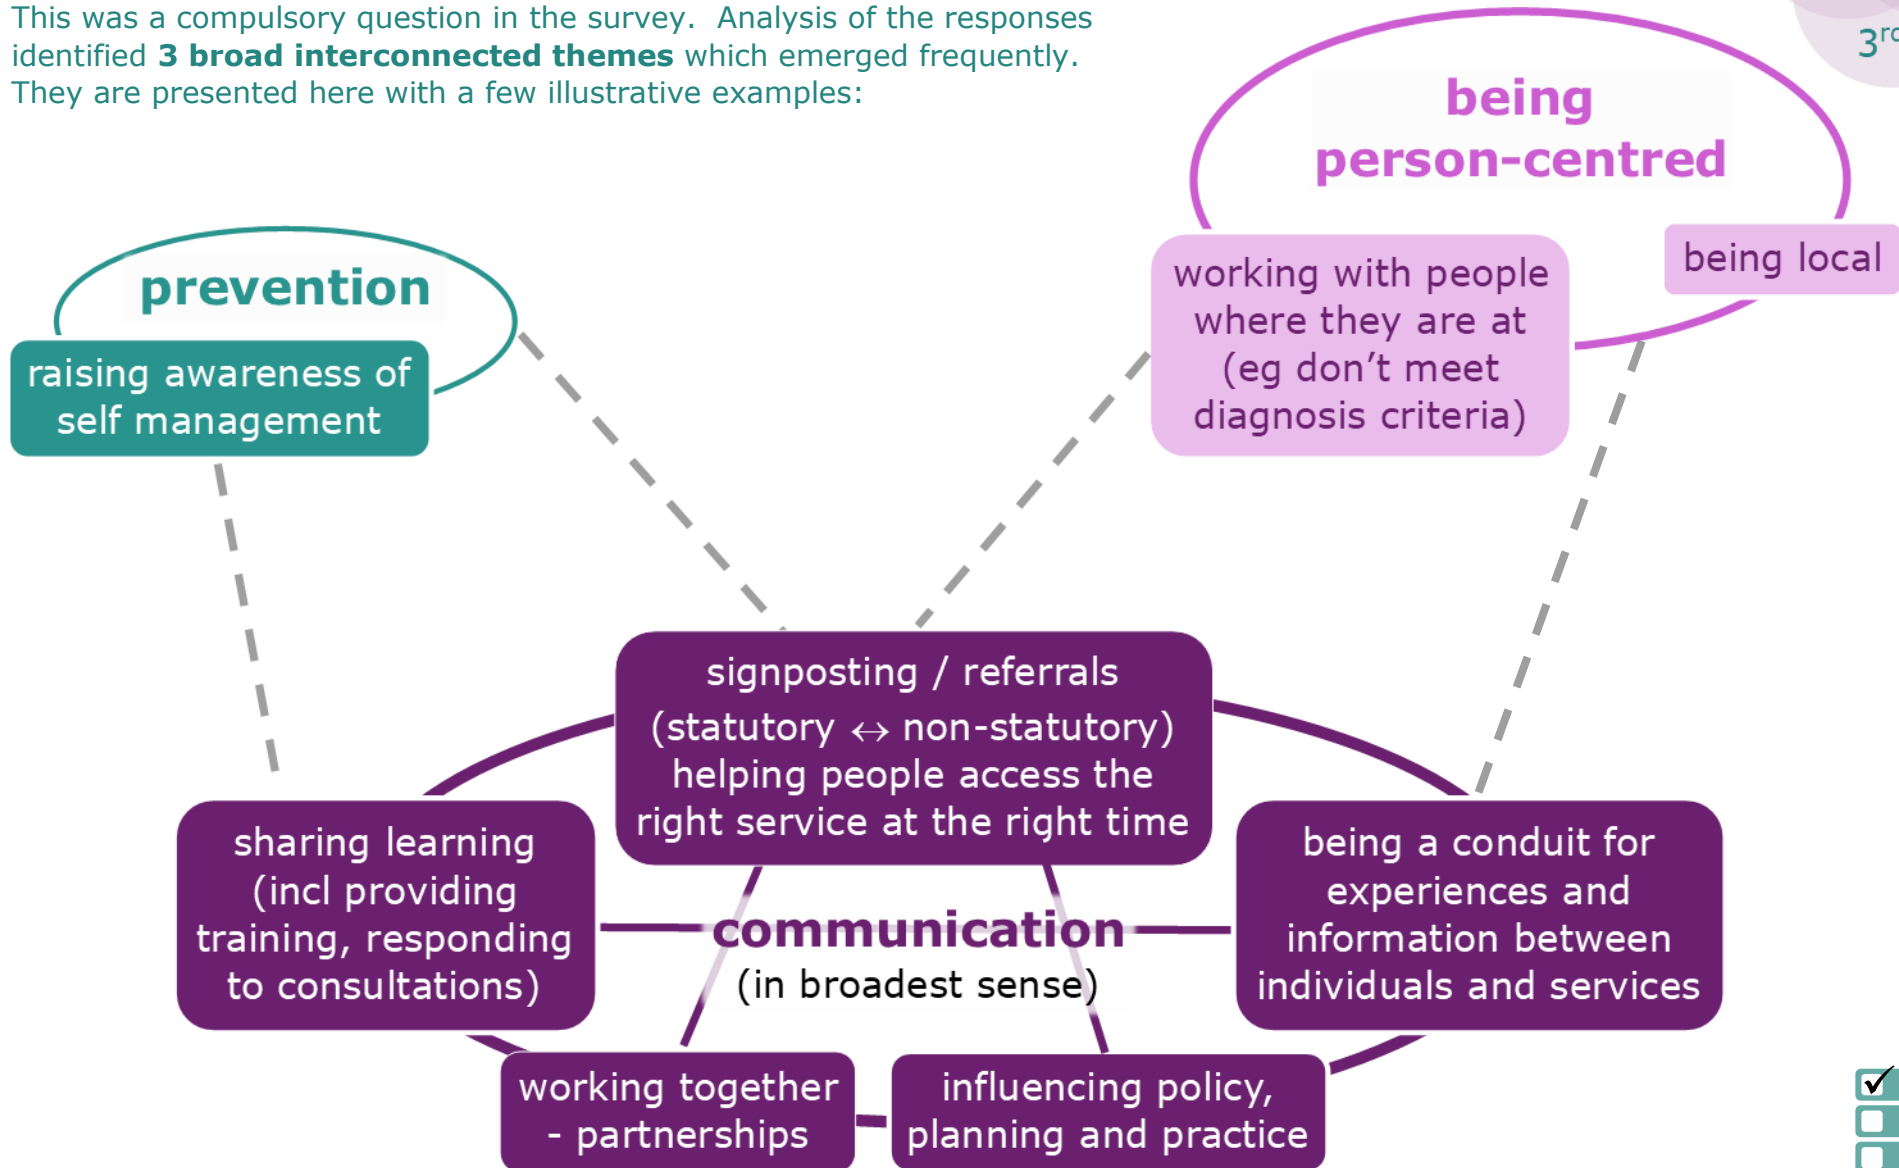 This was a compulsory question in the survey.  Analysis of the responses
identified 3 broad interconnected themes which emerged frequently.
They are presented here with a few illustrative examples:
3rd
being
person-centred
being local
working with people
where they are at
(eg don’t meet
diagnosis criteria)
prevention
raising awareness of
self management
signposting / referrals
(statutory ↔ non-statutory)
helping people access the
right service at the right time
sharing learning
(incl providing
training, responding
to consultations)
communication
(in broadest sense)
being a conduit for
experiences and
information between
individuals and services
working together
- partnerships
influencing policy,
planning and practice